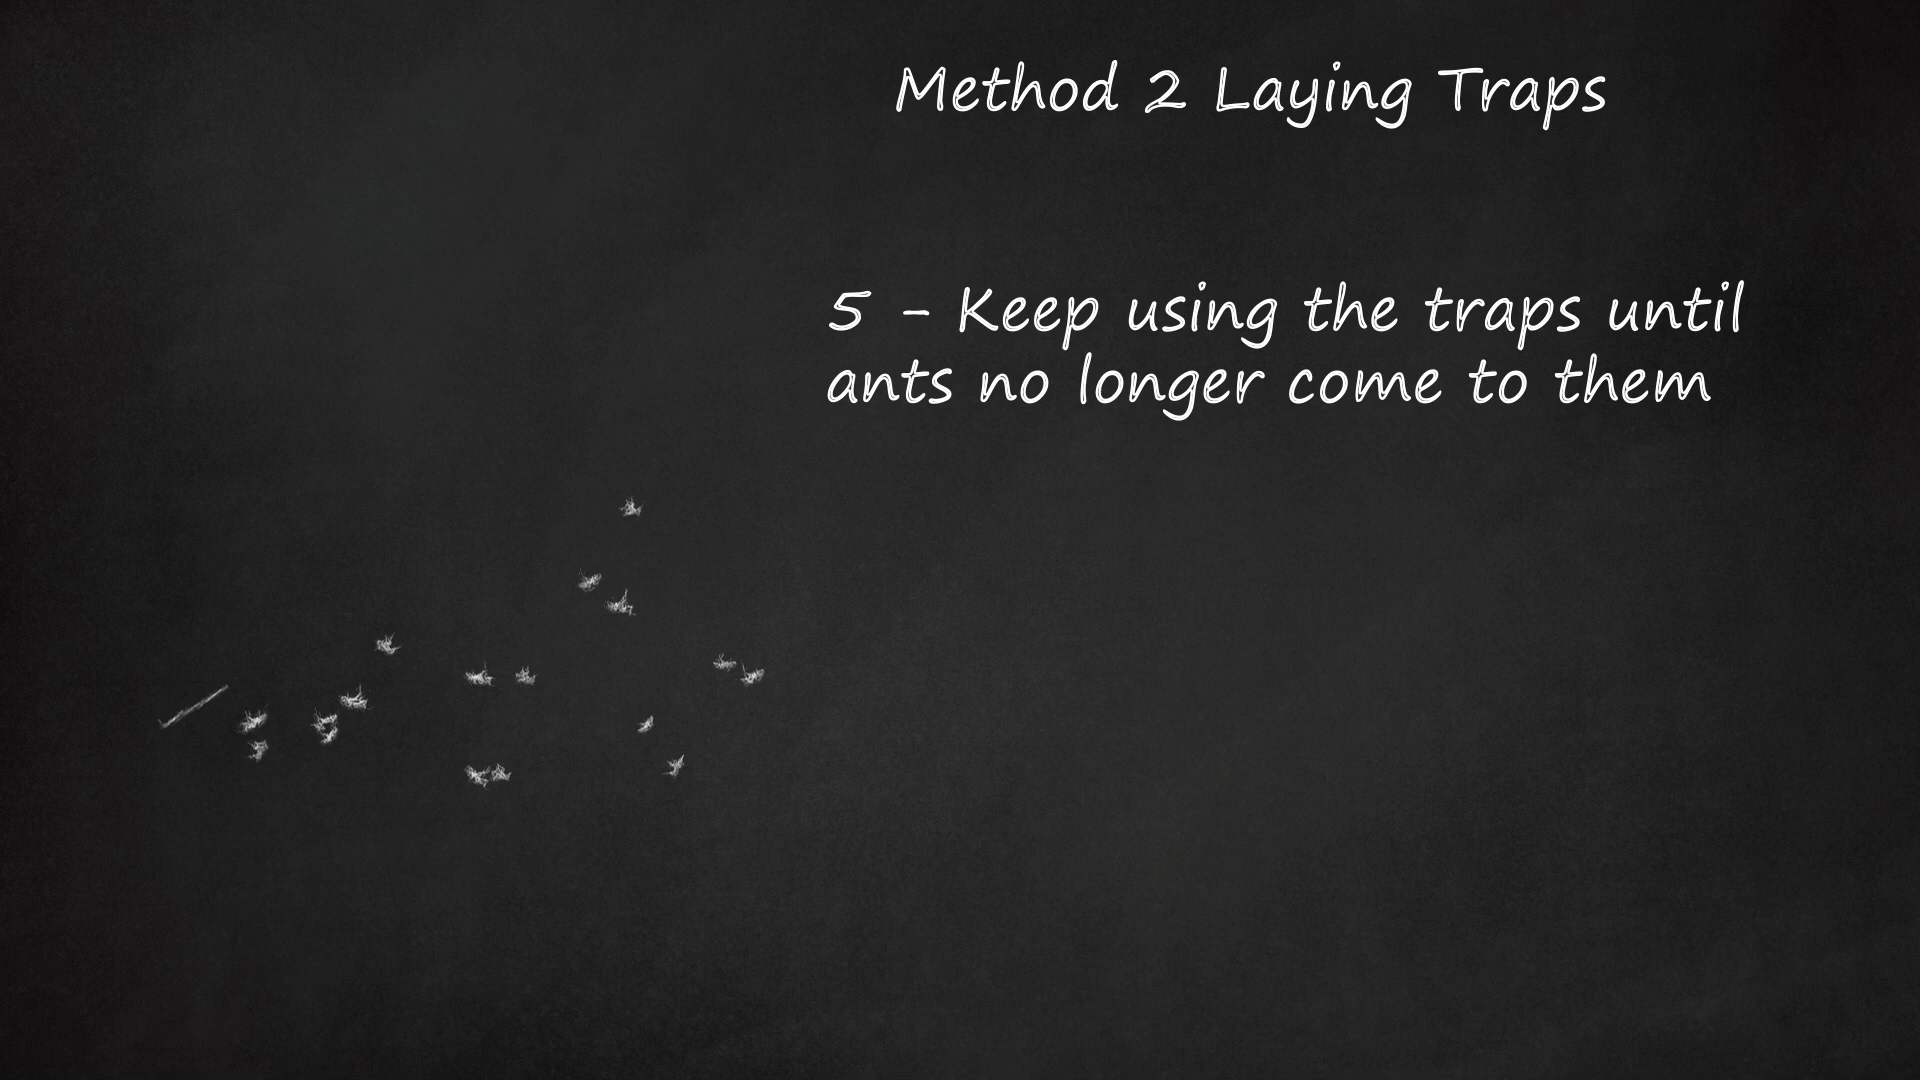 Method 2 Laying Traps
5 - Keep using the traps until
ants no longer come to them